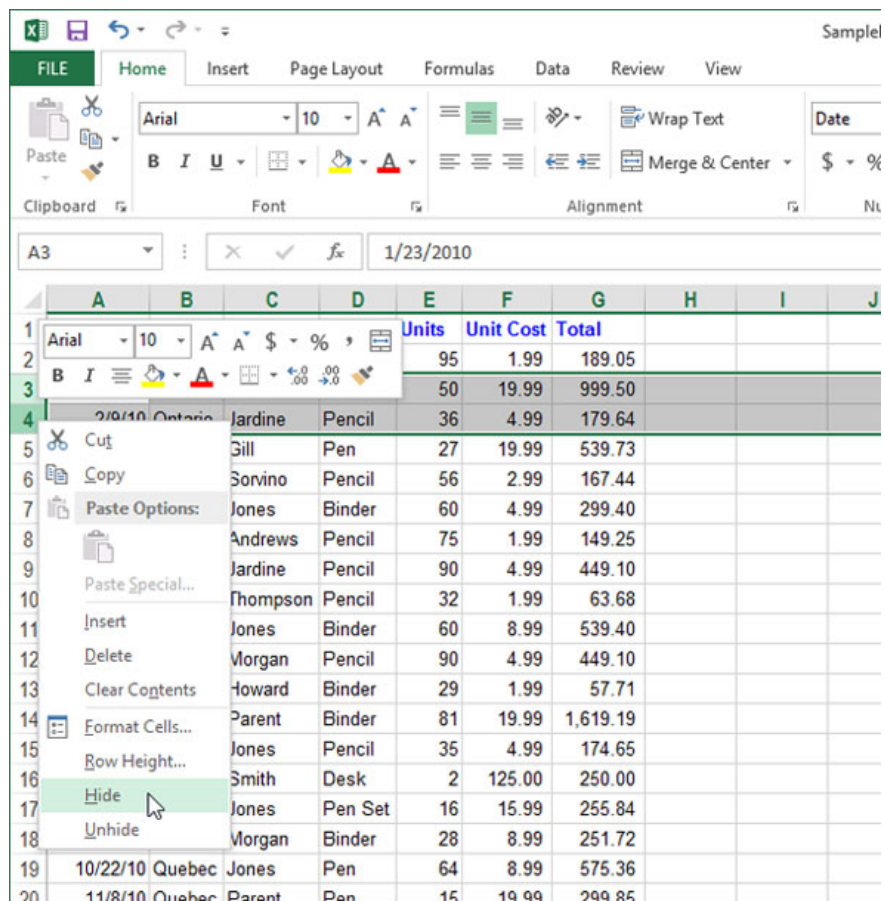 Sample
FILE Home Insert Page Layout Formulas Data Review View
Paste
Arial 10 A A Wrap Text Date
B I U A Merge & Center $ %
Clipboard Font Alignment Nu
A3 fx 1/23/2010
A B C D E F G H I J
1 Units Unit Cost Total
Arial 10 A A $ % ,
B I A .00 .00
2 95 1.99 189.05
3 50 19.99 999.50
4 2/9/10 Ontario Jardine Pencil 36 4.99 179.64
Cut
5 Gill Pen 27 19.99 539.73
Copy
6 Sorvino Pencil 56 2.99 167.44
Paste Options:
7 Jones Binder 60 4.99 299.40
8 Andrews Pencil 75 1.99 149.25
Paste Special...
9 Jardine Pencil 90 4.99 449.10
10 Thompson Pencil 32 1.99 63.68
Insert
11 Jones Binder 60 8.99 539.40
Delete
12 Morgan Pencil 90 4.99 449.10
Clear Contents
13 Howard Binder 29 1.99 57.71
Format Cells...
14 Parent Binder 81 19.99 1,619.19
Row Height...
15 Jones Pencil 35 4.99 174.65
16 Smith Desk 2 125.00 250.00
Hide
17 Jones Pen Set 16 15.99 255.84
Unhide
18 Morgan Binder 28 8.99 251.72
19 10/22/10 Quebec Jones Pen 64 8.99 575.36
20 11/8/10 Quebec Parent Pen 15 19.99 299.85